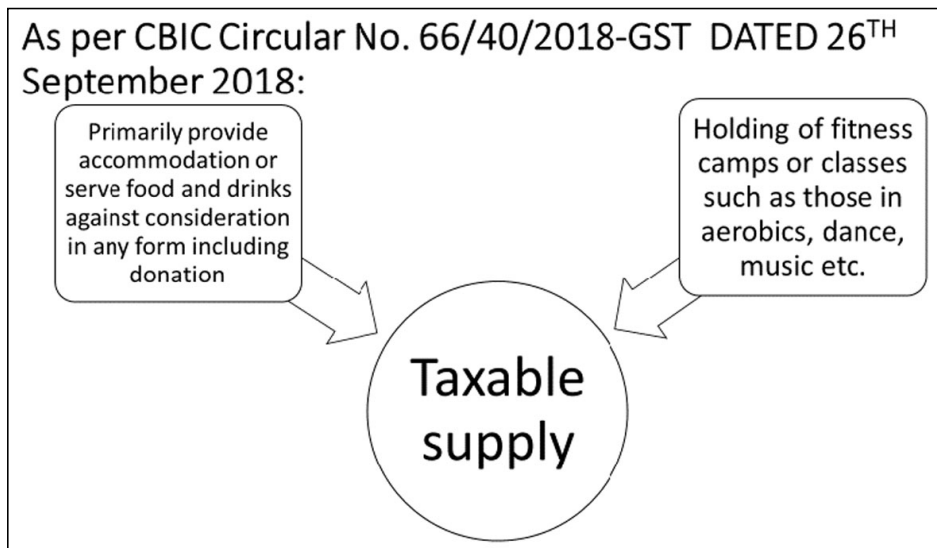 As per CBIC Circular No. 66/40/2018-GST DATED 26TH
September 2018:
Primarily provide
accommodation or
serve food and drinks
against consideration
in any form including
donation
Holding of fitness
camps or classes
such as those in
aerobics, dance,
music etc.
Taxable
supply